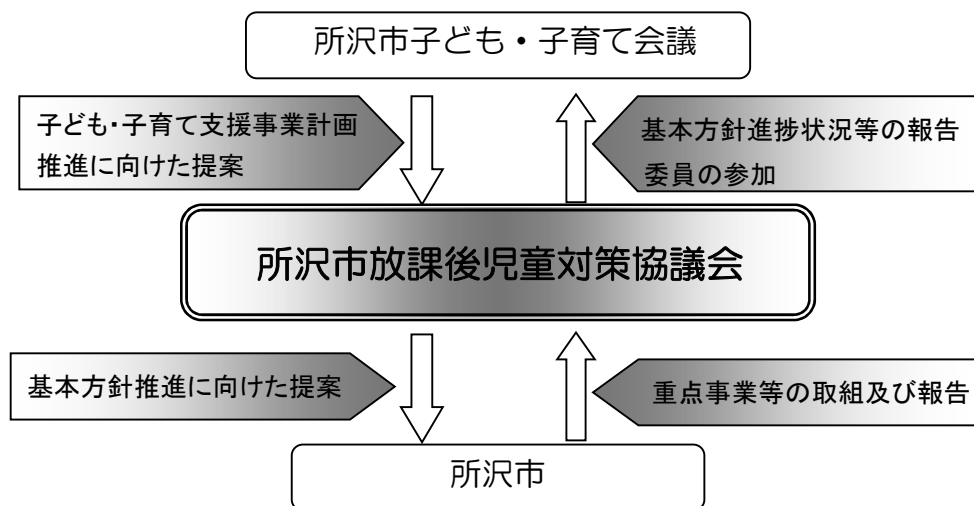 所沢市子ども・子育て会議
子ども・子育て支援事業計画
推進に向けた提案
基本方針進捗状況等の報告
委員の参加
所沢市放課後児童対策協議会
基本方針推進に向けた提案
重点事業等の取組及び報告
所沢市